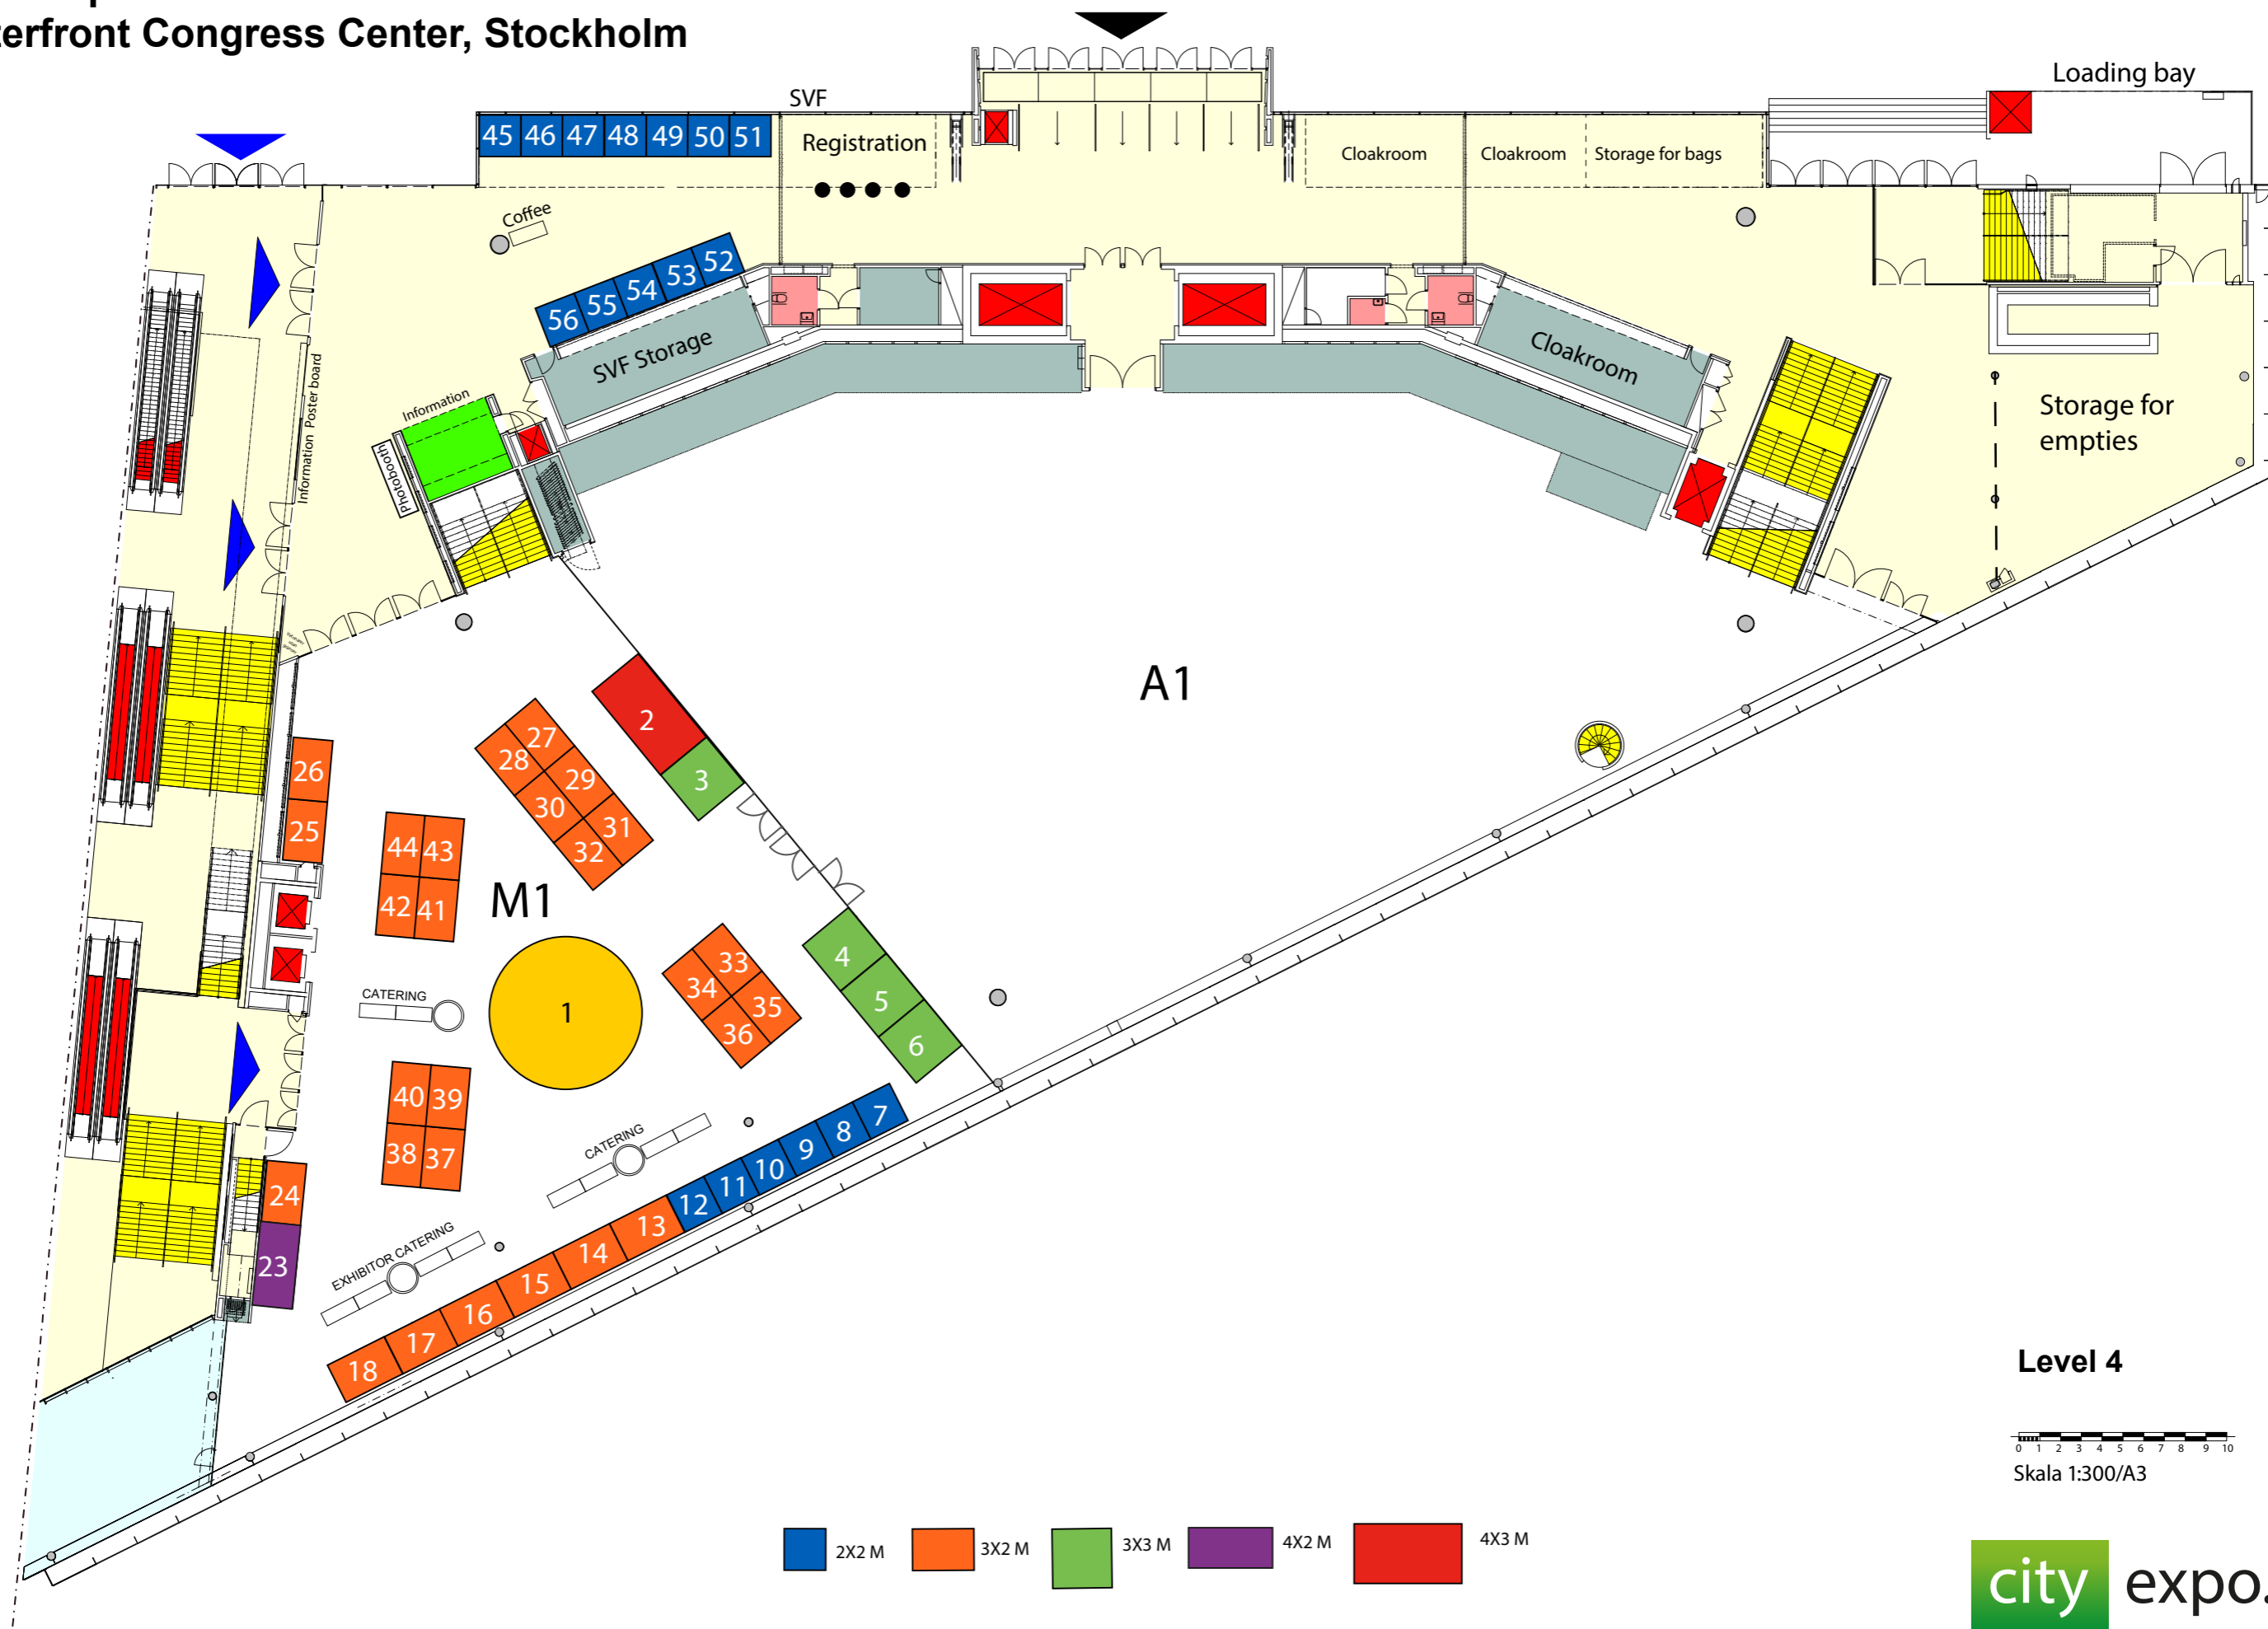 terfront Congress Center, Stockholm
Loading bay
SVF
45 46 47 48 49 50 51
Registration
Cloakroom
Cloakroom
Storage for bags
Coffee
56 55 54 53 52
SVF Storage
Cloakroom
Information
Photobooth
Information Poster board
Storage for
empties
A1
2
3
27
28
29
30
31
32
26
25
44 43
42 41
M1
33
34
35
36
4
5
6
CATERING
1
40 39
38 37
CATERING
7
8
9
10
11
12
13
14
15
16
17
18
24
23
EXHIBITOR CATERING
Level 4
0 1 2 3 4 5 6 7 8 9 10
Skala 1:300/A3
2X2 M
3X2 M
3X3 M
4X2 M
4X3 M
city expo.